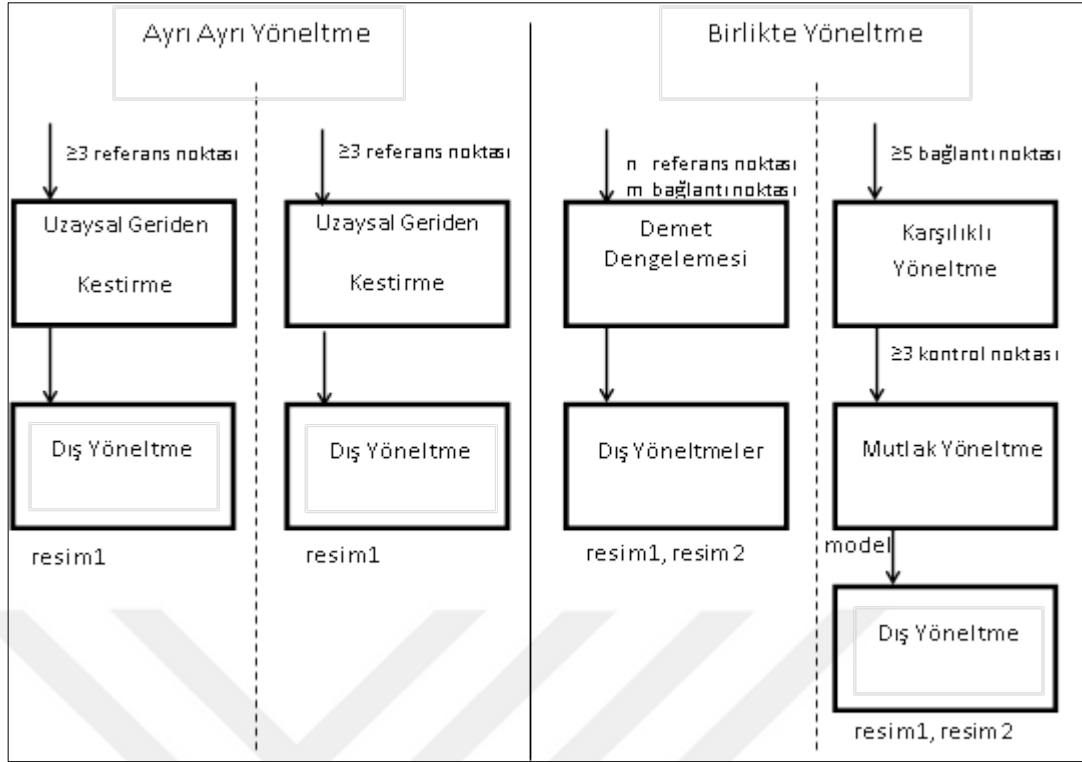 Ayrı Ayrı Yöneltme
≥3 referans noktası
Uzaysal Geriden
Kestirme
Dış Yöneltme
resim1
≥3 referans noktası
Uzaysal Geriden
Kestirme
Dış Yöneltme
resim1
Birlikte Yöneltme
n referans noktası
m bağlantı noktası
Demet
Dengelemesi
Dış Yöneltmeler
resim1, resim 2
≥5 bağlantı noktası
Karşılıklı
Yöneltme
≥3 kontrol noktası
Mutlak Yöneltme
model
Dış Yöneltme
resim1, resim 2